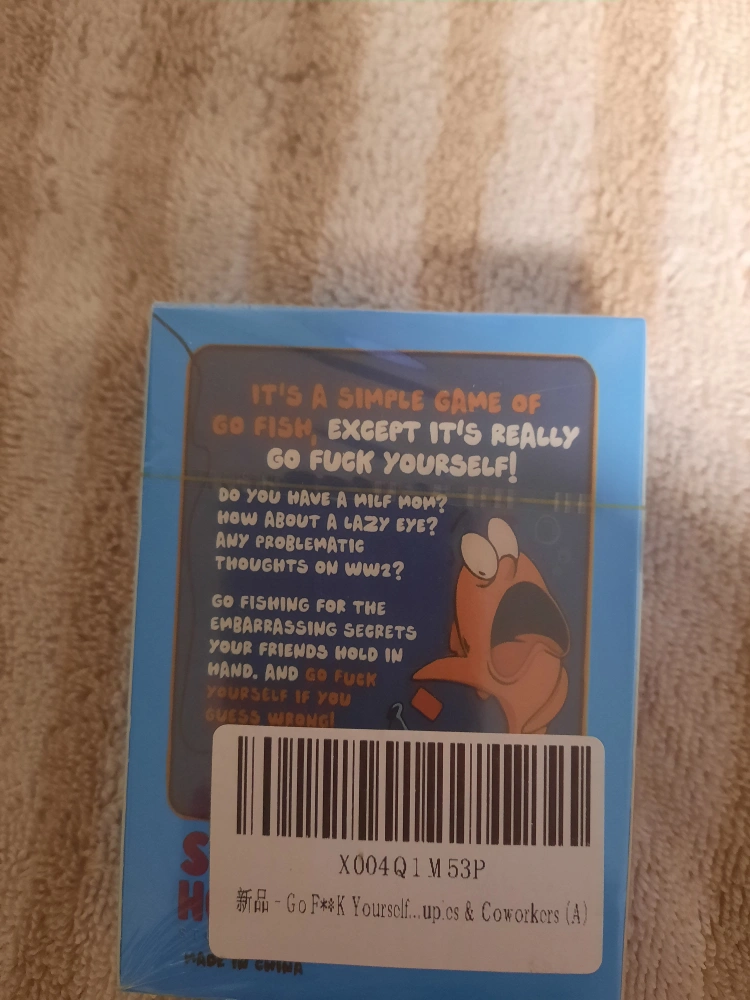 IT'S A SIMPLE GAME OF
GO FISH, EXCEPT IT'S REALLY
GO FUCK YOURSELF!
DO YOU HAVE A MILF MOM?
HOW ABOUT A LAZY EYE?
ANY PROBLEMATIC
THOUGHTS ON WW2?
GO FISHING FOR THE
EMBARRASSING SECRETS
YOUR FRIENDS HOLD IN
HAND. AND GO FUCK
YOURSELF IF YOU
GUESS WRONG!
X004Q1M53P
新品 - Go F**K Yourself... & Coworkers (A)
MADE IN CHINA